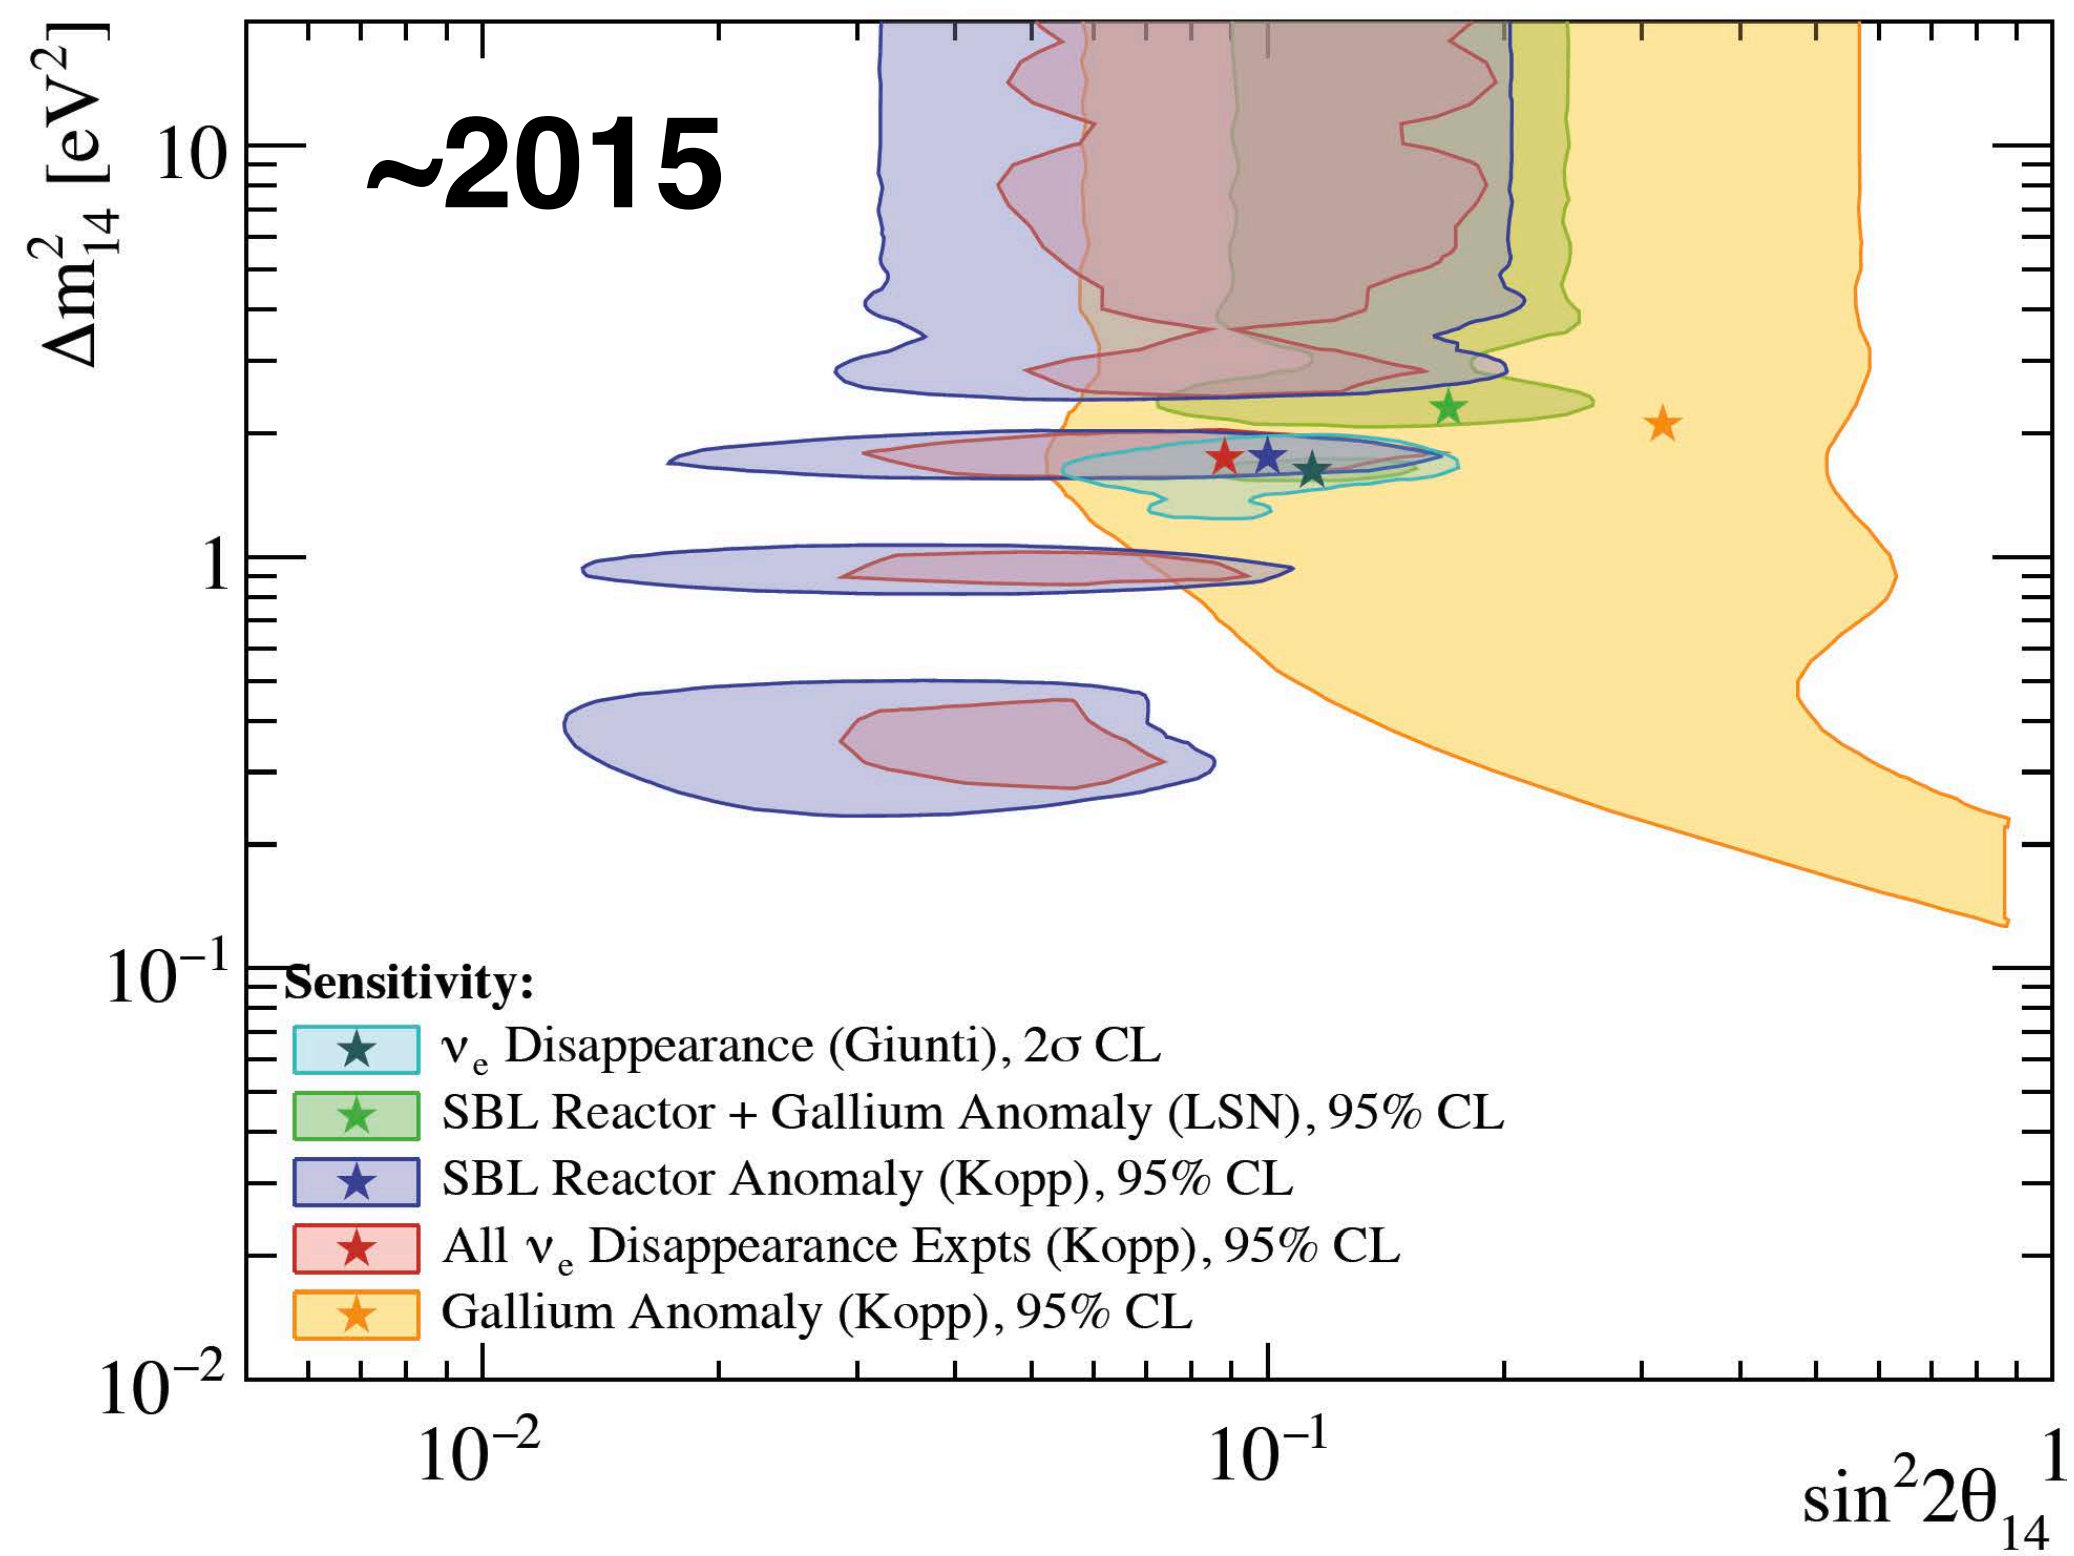 Δm²₁₄ [eV²]
~2015
10
1
10⁻¹
10⁻²
Sensitivity:
νₑ Disappearance (Giunti), 2σ CL
SBL Reactor + Gallium Anomaly (LSN), 95% CL
SBL Reactor Anomaly (Kopp), 95% CL
All νₑ Disappearance Expts (Kopp), 95% CL
Gallium Anomaly (Kopp), 95% CL
10⁻² 10⁻¹ 1
sin²2θ₁₄